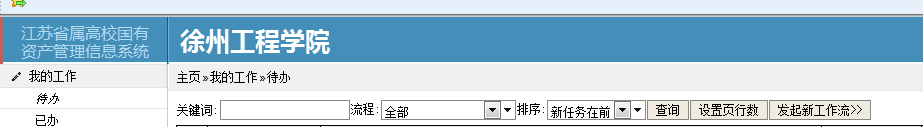 江苏省属高校国有
资产管理信息系统
徐州工程学院
我的工作
主页»我的工作»待办
待办
关键词: 流程: 全部 排序: 新任务在前 查询 设置页行数 发起新工作流>>
已办